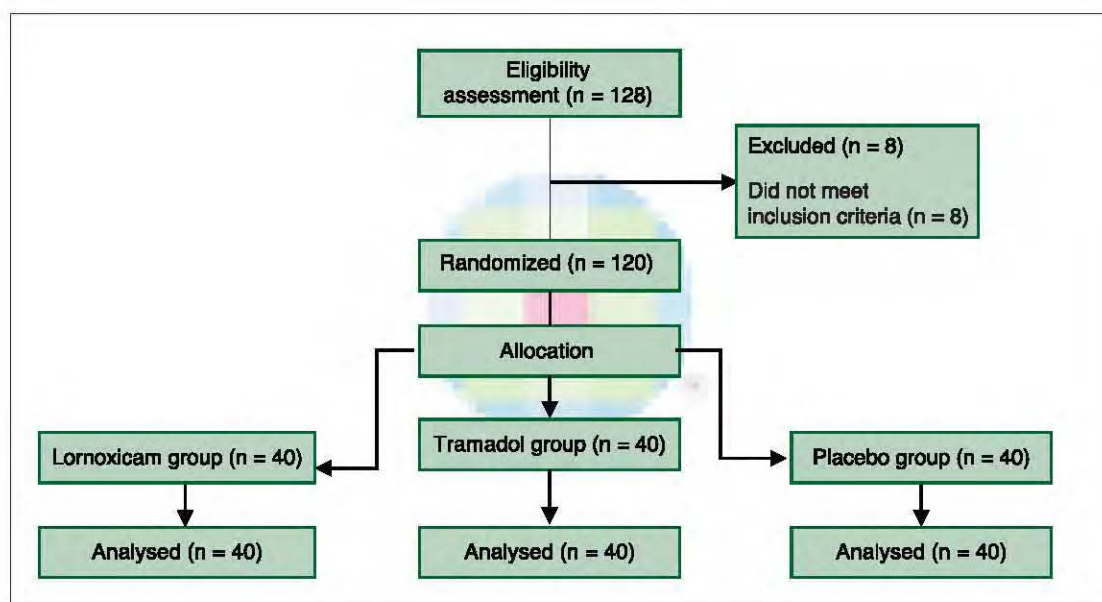 Eligibility
assessment (n = 128)
Excluded (n = 8)
Did not meet
inclusion criteria (n = 8)
Randomized (n = 120)
Allocation
Lornoxicam group (n = 40)
Tramadol group (n = 40)
Placebo group (n = 40)
Analysed (n = 40)
Analysed (n = 40)
Analysed (n = 40)